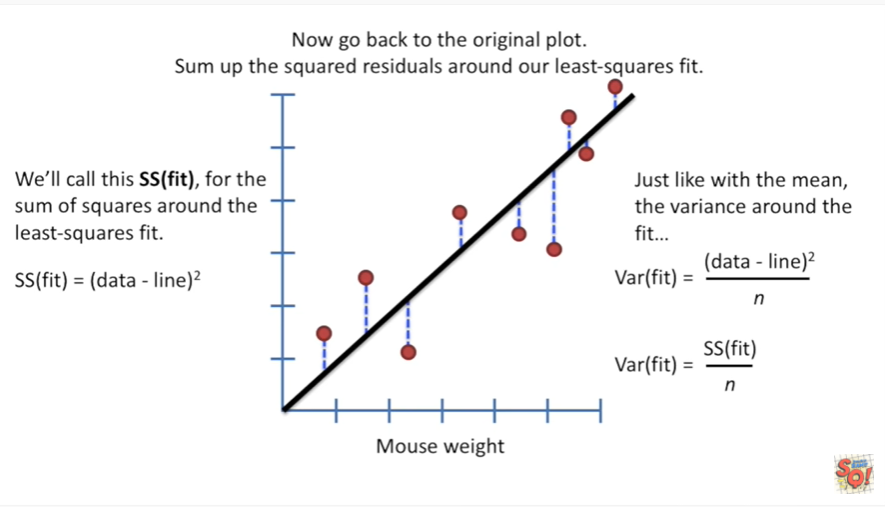 Now go back to the original plot.
Sum up the squared residuals around our least-squares fit.
We'll call this SS(fit), for the
sum of squares around the
least-squares fit.
SS(fit) = (data - line)²
Just like with the mean,
the variance around the
fit...
Var(fit) = (data - line)² / n
Var(fit) = SS(fit) / n
Mouse weight
SQ!